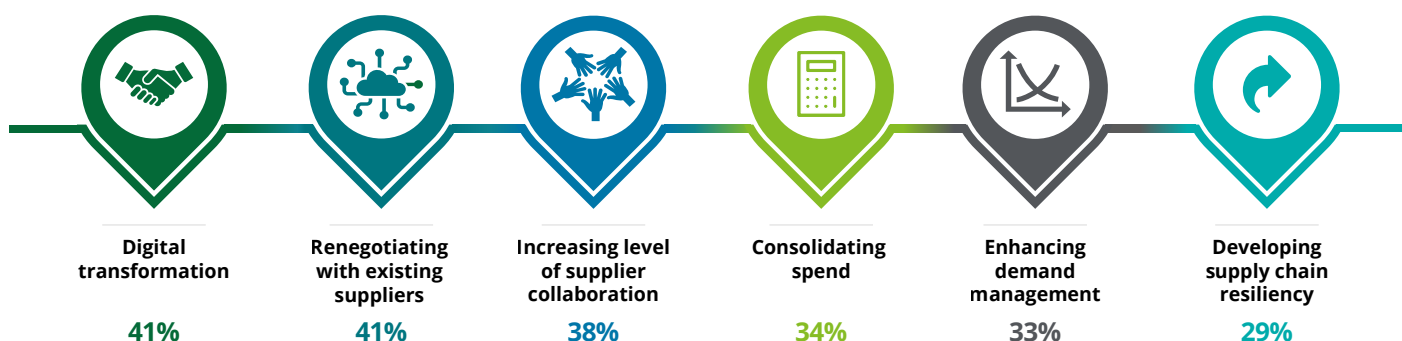 Digital
transformation
41%
Renegotiating
with existing
suppliers
41%
Increasing level
of supplier
collaboration
38%
Consolidating
spend
34%
Enhancing
demand
management
33%
Developing
supply chain
resiliency
29%